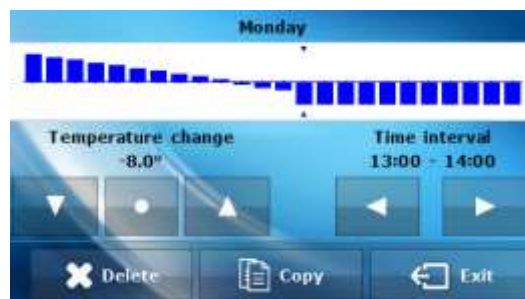 Monday
Temperature change
-8.0°
Time interval
13:00 - 14:00
Delete
Copy
Exit